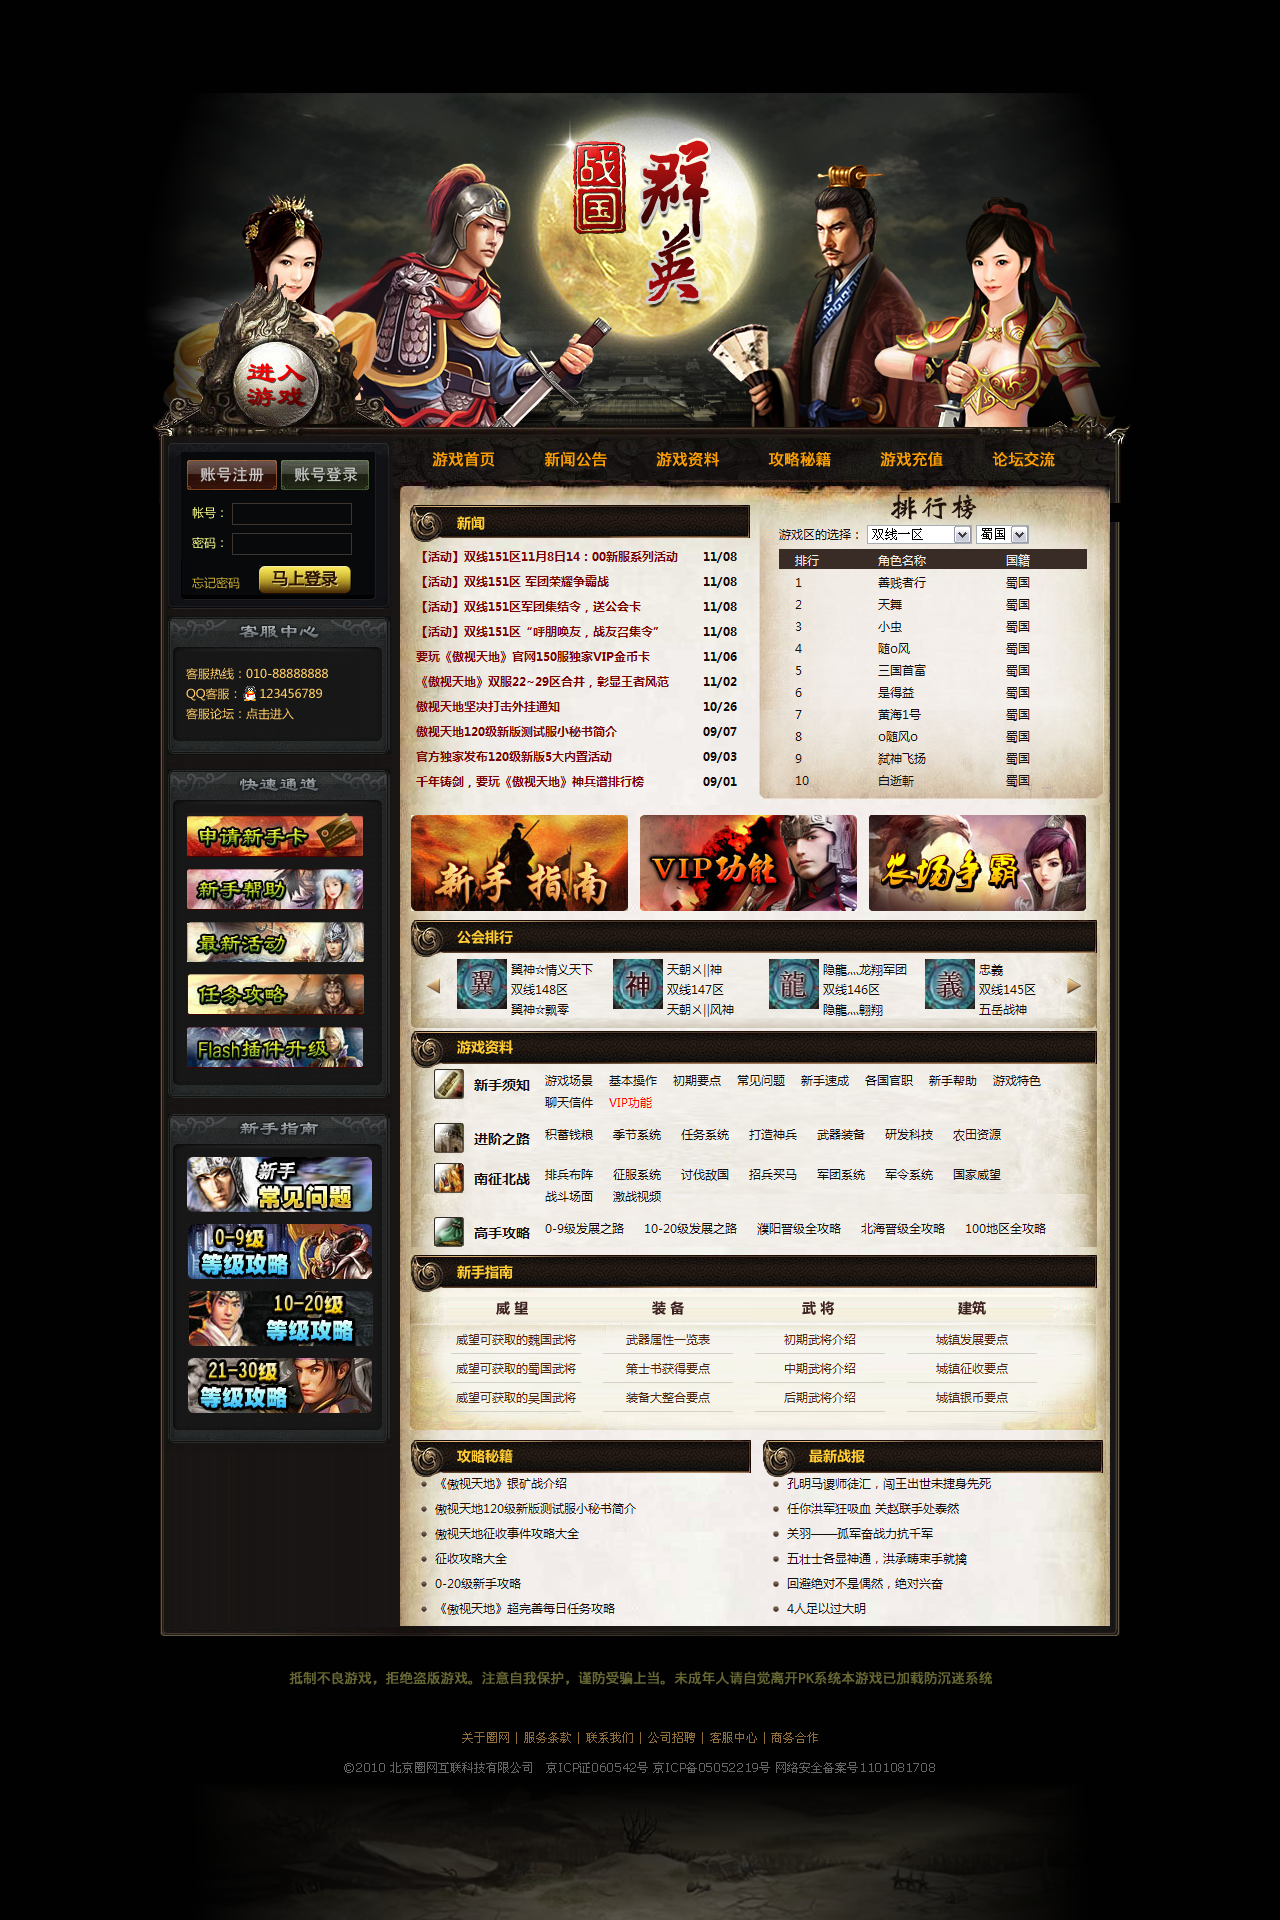 战国
群英
进入
游戏
游戏首页 新闻公告 游戏资料 攻略秘籍 游戏充值 论坛交流
账号注册 账号登录
帐号：
密码：
忘记密码 马上登录
客服中心
客服热线：010-88888888
QQ客服： 123456789
客服论坛：点击进入
快速通道
申请新手卡
新手帮助
最新活动
任务攻略
Flash插件升级
新手指南
新手
常见问题
0-9级
等级攻略
10-20级
等级攻略
21-30级
等级攻略
新闻
【活动】双线151区11月8日14：00新服系列活动 11/08
【活动】双线151区 军团荣耀争霸战 11/08
【活动】双线151区军团集结令，送公会卡 11/08
【活动】双线151区“呼朋唤友，战友召集令” 11/08
要玩《傲视天地》官网150服独家VIP金币卡 11/06
《傲视天地》双服22~29区合井，彰显王者风范 11/02
傲视天地坚决打击外挂通知 10/26
傲视天地120级新版测试服小秘书简介 09/07
官方独家发布120级新版5大内置活动 09/03
千年铸剑，要玩《傲视天地》神兵谱排行榜 09/01
排行榜
游戏区的选择： 双线一区 蜀国
排行 角色名称 国籍
1 善贱者行 蜀国
2 天舞 蜀国
3 小虫 蜀国
4 随o风 蜀国
5 三国首富 蜀国
6 是得益 蜀国
7 黄海1号 蜀国
8 o随风o 蜀国
9 弑神飞扬 蜀国
10 白逝斬 蜀国
新手指南
VIP功能
农场争霸
公会排行
翼 翼神☆情义天下
双线148区
翼神☆飘零
神 天朝ㄨ||神
双线147区
天朝ㄨ||风神
龍 隐龍灬龙翔军团
双线146区
隐龍灬翱翔
義 忠義
双线145区
五岳战神
游戏资料
新手须知 游戏场景 基本操作 初期要点 常见问题 新手速成 各国官职 新手帮助 游戏特色
聊天信件 VIP功能
进阶之路 积蓄钱粮 季节系统 任务系统 打造神兵 武器装备 研发科技 农田资源
南征北战 排兵布阵 征服系统 讨伐敌国 招兵买马 军团系统 军令系统 国家威望
战斗场面 激战视频
高手攻略 0-9级发展之路 10-20级发展之路 濮阳晋级全攻略 北海晋级全攻略 100地区全攻略
新手指南
威 望 装 备 武 将 建筑
威望可获取的魏国武将 武器属性一览表 初期武将介绍 城镇发展要点
威望可获取的蜀国武将 第士书获得要点 中期武将介绍 城镇征收要点
威望可获取的吴国武将 装备大整合要点 后期武将介绍 城镇银币要点
攻略秘籍
《傲视天地》银矿战介绍
傲视天地120级新版测试服小秘书简介
傲视天地征收事件攻略大全
征收攻略大全
0-20级新手攻略
《傲视天地》超完善每日任务攻略
最新战报
孔明马谡师徒汇，闯王出世未捷身先死
任你洪军狂吸血 关赵联手处泰然
关羽——孤军奋战力抗千军
五壮士各显神通，洪承畴束手就擒
回避绝对不是偶然，绝对兴奋
4人足以过大明
抵制不良游戏，拒绝盗版游戏。注意自我保护，谨防受骗上当。未成年人请自觉离开PK系统本游戏已加载防沉迷系统
关于圈网 | 服务条款 | 联系我们 | 公司招聘 | 客服中心 | 商务合作
©2010 北京圈网互联科技有限公司 京ICP证060542号 京ICP备05052219号 网络安全备案号1101081708